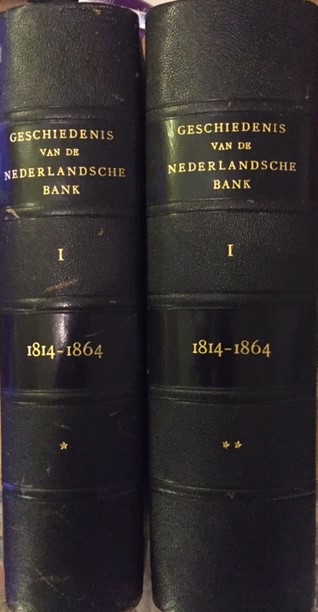 GESCHIEDENIS
VAN DE
NEDERLANDSCHE
BANK
I
1814-1864
*
GESCHIEDENIS
VAN DE
NEDERLANDSCHE
BANK
I
1814-1864
**